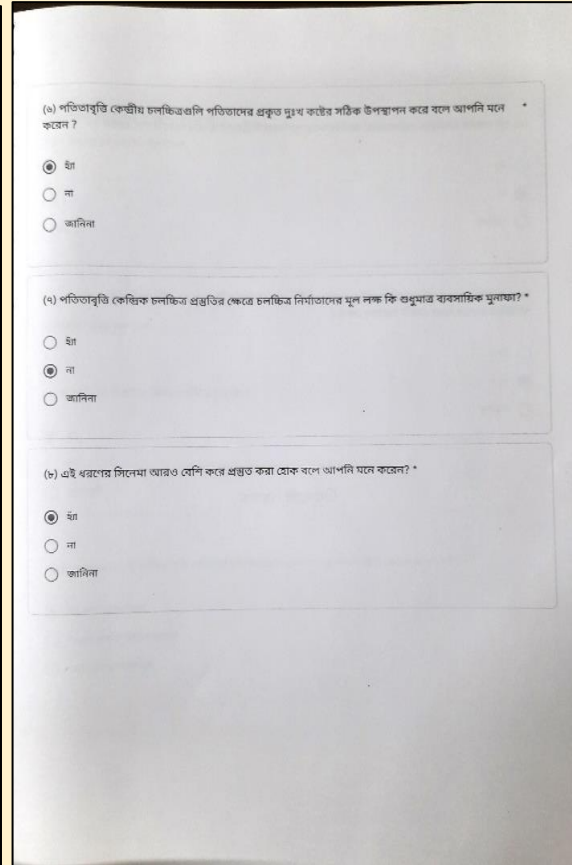 (৬) পতিতাবৃত্তি কেন্দ্রীয় চলচ্চিত্রগুলি পতিতাদের প্রকৃত দুঃখ কষ্টের সঠিক উপস্থাপন করে বলে আপনি মনে *
করেন ?
হ্যাঁ
না
জানিনা
(৭) পতিতাবৃত্তি কেন্দ্রিক চলচ্চিত্র প্রস্তুতির ক্ষেত্রে চলচ্চিত্র নির্মাতাদের মূল লক্ষ কি শুধুমাত্র ব্যবসায়িক মুনাফা? *
হ্যাঁ
না
জানিনা
(৮) এই ধরণের সিনেমা আরও বেশি করে প্রস্তুত করা হোক বলে আপনি মনে করেন? *
হ্যাঁ
না
জানিনা